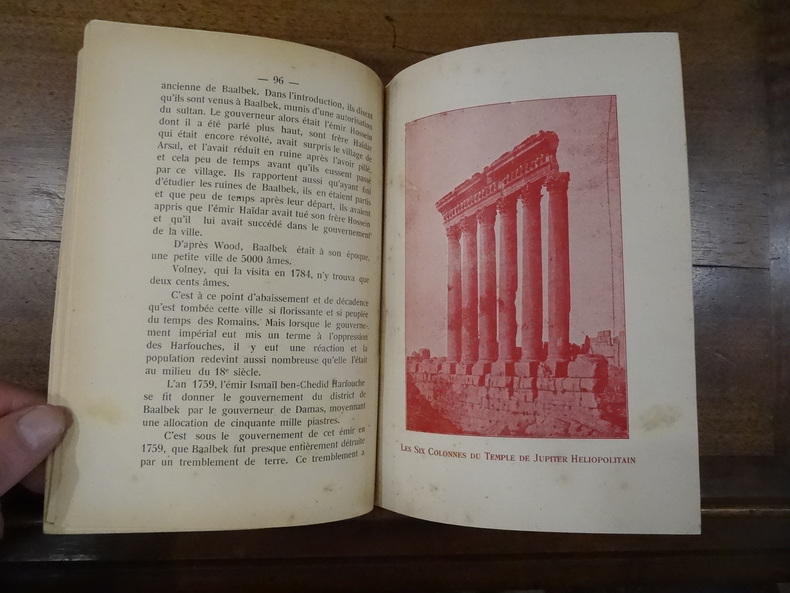 — 96 —
ancienne de Baalbek. Dans l'introduction, ils disent
qu'ils sont venus à Baalbek, munis d'une autorisation
du sultan. Le gouverneur alors était l'émir Hossein
dont il a été parlé plus haut, sont frère Haïdar
qui était encore révolté, avait surpris le village de
Arsal, et l'avait réduit en ruine après l'avoir pillé,
et cela peu de temps avant qu'ils eussent passé
par ce village. Ils rapportent aussi qu'ayant fini
d'étudier les ruines de Baalbek, ils en étaient partis
et que peu de temps après leur départ, ils avaient
appris que l'émir Haïdar avait tué son frère Hossein
et qu'il lui avait succédé dans le gouvernement
de la ville.
D'après Wood, Baalbek était à son époque,
une petite ville de 5000 âmes.
Volney, qui la visita en 1784, n'y trouva que
deux cents âmes.
C'est à ce point d'abaissement et de décadence
qu'est tombée cette ville si florissante et si peuplée
du temps des Romains. Mais lorsque le gouverne-
ment impérial eut mis un terme à l'oppression
des Harfouches, il y eut une réaction et la
population redevint aussi nombreuse qu'elle l'était
au milieu du 18e siècle.
L'an 1759, l'émir Ismaïl ben-Chedid Harfouche
se fit donner le gouvernement du district de
Baalbek par le gouverneur de Damas, moyennant
une allocation de cinquante mille piastres.
C'est sous le gouvernement de cet émir en
1759, que Baalbek fut presque entièrement détruite
par un tremblement de terre. Ce tremblement a
LES SIX COLONNES DU TEMPLE DE JUPITER HELIOPOLITAIN